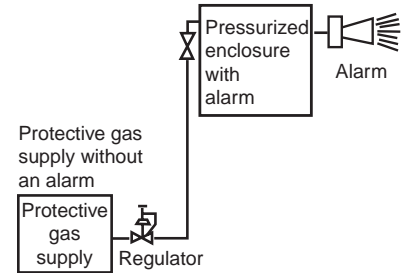 Pressurized
enclosure
with
alarm
Alarm
Protective gas
supply without
an alarm
Protective
gas
supply
Regulator